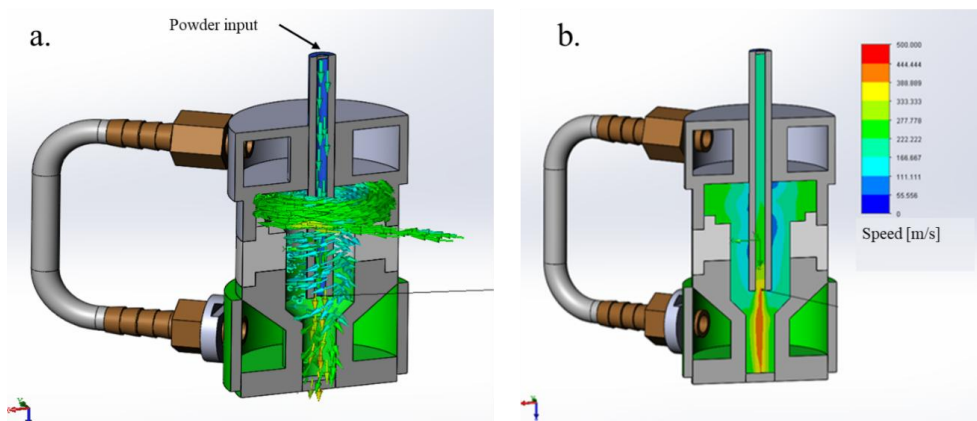 a.
Powder input
b.
500.000
444.444
388.889
333.333
277.778
222.222
166.667
111.111
55.556
0
Speed [m/s]